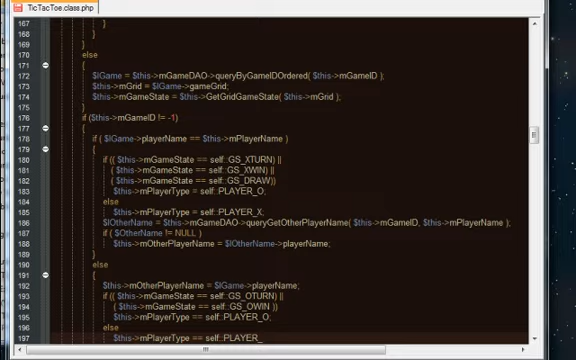 TicTacToe.class.php
167 }
168 }
169 }
170 else
171 {
172 $lGame = $this->mGameDAO->queryByGameIDOrdered( $this->mGameID );
173 $this->mGrid = $lGame->gameGrid;
174 $this->mGameState = $this->GetGridGameState( $this->mGrid );
175 }
176 if ($this->mGameID != -1)
177 {
178 if ( $lGame->playerName == $this->mPlayerName )
179 {
180 if (( $this->mGameState == self::GS_XTURN) ||
181 ( $this->mGameState == self::GS_XWIN) ||
182 ( $this->mGameState == self::GS_DRAW))
183 $this->mPlayerType = self::PLAYER_O;
184 else
185 $this->mPlayerType = self::PLAYER_X;
186 $lOtherName = $this->mGameDAO->queryGetOtherPlayerName( $this->mGameID, $this->mPlayerName );
187 if ( $lOtherName != NULL )
188 $this->mOtherPlayerName = $lOtherName->playerName;
189 }
190 else
191 {
192 $this->mOtherPlayerName = $lGame->playerName;
193 if (( $this->mGameState == self::GS_OTURN) ||
194 ( $this->mGameState == self::GS_OWIN ))
195 $this->mPlayerType == self::PLAYER_O;
196 else
197 $this->mPlayerType == self::PLAYER_